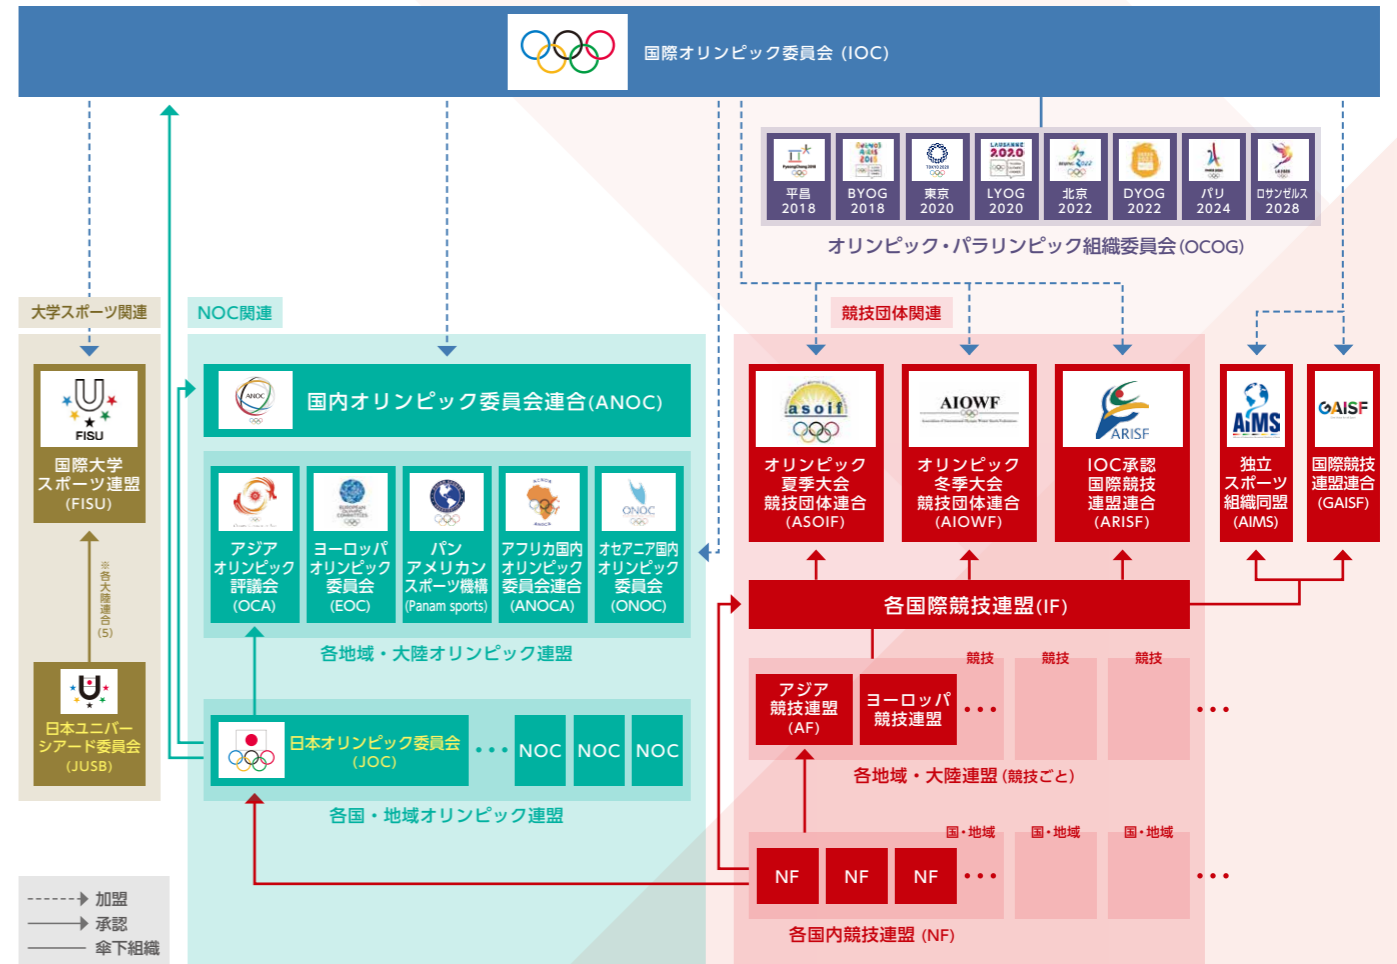 国際オリンピック委員会 (IOC)
平昌
2018
BYOG
2018
TOKYO 2020
東京
2020
LAUSANNE
2020
LYOG
2020
北京
2022
DYOG
2022
パリ
2024
ロサンゼルス
2028
オリンピック・パラリンピック組織委員会(OCOG)
大学スポーツ関連
FISU
国際大学
スポーツ連盟
(FISU)
※各大陸連合(5)
日本ユニバー
シアード委員会
(JUSB)
NOC関連
ANOC
国内オリンピック委員会連合(ANOC)
アジア
オリンピック
評議会
(OCA)
EUROPEAN
OLYMPIC
COMMITTEES
ヨーロッパ
オリンピック
委員会
(EOC)
パン
アメリカン
スポーツ機構
(Panam sports)
ACNOA
ANOCA
アフリカ国内
オリンピック
委員会連合
(ANOCA)
ONOC
オセアニア国内
オリンピック
委員会
(ONOC)
各地域・大陸オリンピック連盟
日本オリンピック委員会
(JOC)
･･･
NOC
NOC
NOC
各国・地域オリンピック連盟
競技団体関連
asoif
オリンピック
夏季大会
競技団体連合
(ASOIF)
AIOWF
オリンピック
冬季大会
競技団体連合
(AIOWF)
ARISF
IOC承認
国際競技
連盟連合
(ARISF)
AIMS
独立
スポーツ
組織同盟
(AIMS)
GAISF
国際競技
連盟連合
(GAISF)
各国際競技連盟(IF)
競技
競技
競技
アジア
競技連盟
(AF)
ヨーロッパ
競技連盟
･･･
･･･
各地域・大陸連盟(競技ごと)
国・地域
国・地域
国・地域
NF
NF
NF
･･･
･･･
各国内競技連盟 (NF)
加盟
承認
傘下組織